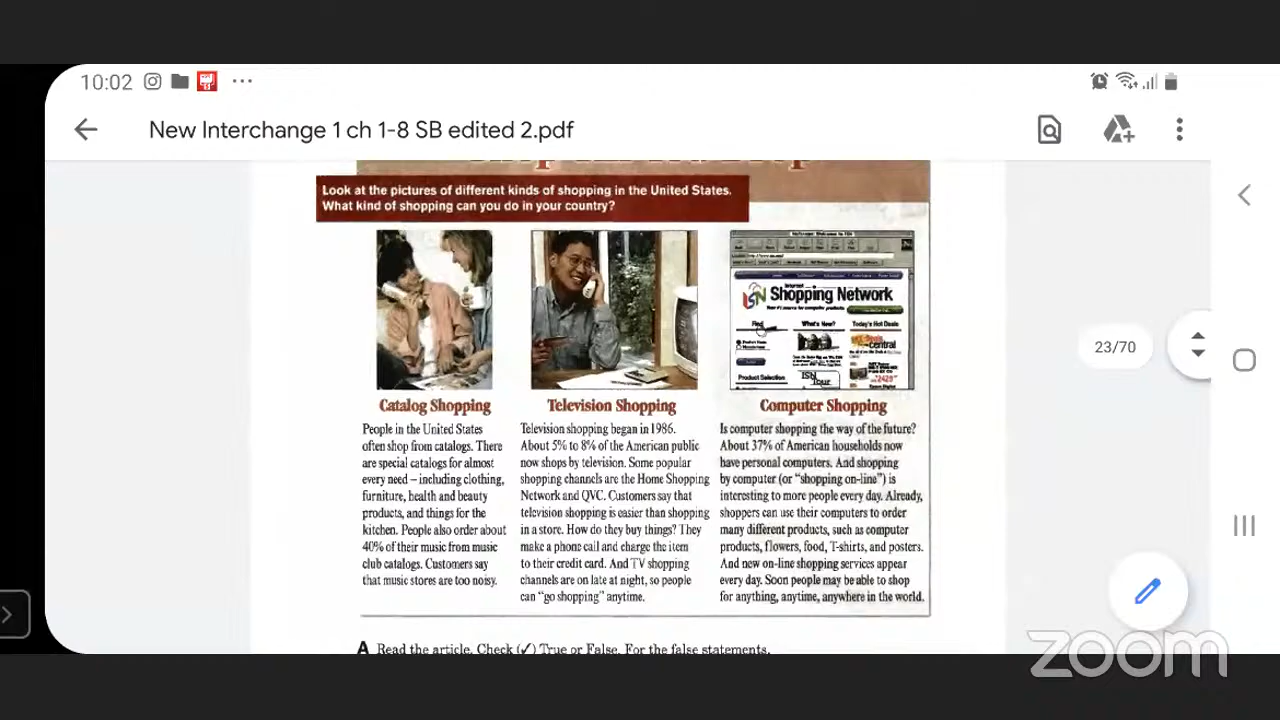 10:02
New Interchange 1 ch 1-8 SB edited 2.pdf
Look at the pictures of different kinds of shopping in the United States.
What kind of shopping can you do in your country?
Shopping Network
Find
What's New?
Today's Hot Deals
central
Product Selection
ISN
Tour
23/70
Catalog Shopping
People in the United States
often shop from catalogs. There
are special catalogs for almost
every need – including clothing,
furniture, health and beauty
products, and things for the
kitchen. People also order about
40% of their music from music
club catalogs. Customers say
that music stores are too noisy.
Television Shopping
Television shopping began in 1986.
About 5% to 8% of the American public
now shops by television. Some popular
shopping channels are the Home Shopping
Network and QVC. Customers say that
television shopping is easier than shopping
in a store. How do they buy things? They
make a phone call and charge the item
to their credit card. And TV shopping
channels are on late at night, so people
can "go shopping" anytime.
Computer Shopping
Is computer shopping the way of the future?
About 37% of American households now
have personal computers. And shopping
by computer (or "shopping on-line") is
interesting to more people every day. Already,
shoppers can use their computers to order
many different products, such as computer
products, flowers, food, T-shirts, and posters.
And new on-line shopping services appear
every day. Soon people may be able to shop
for anything, anytime, anywhere in the world.
A Read the article. Check (✓) True or False. For the false statements,
zoom